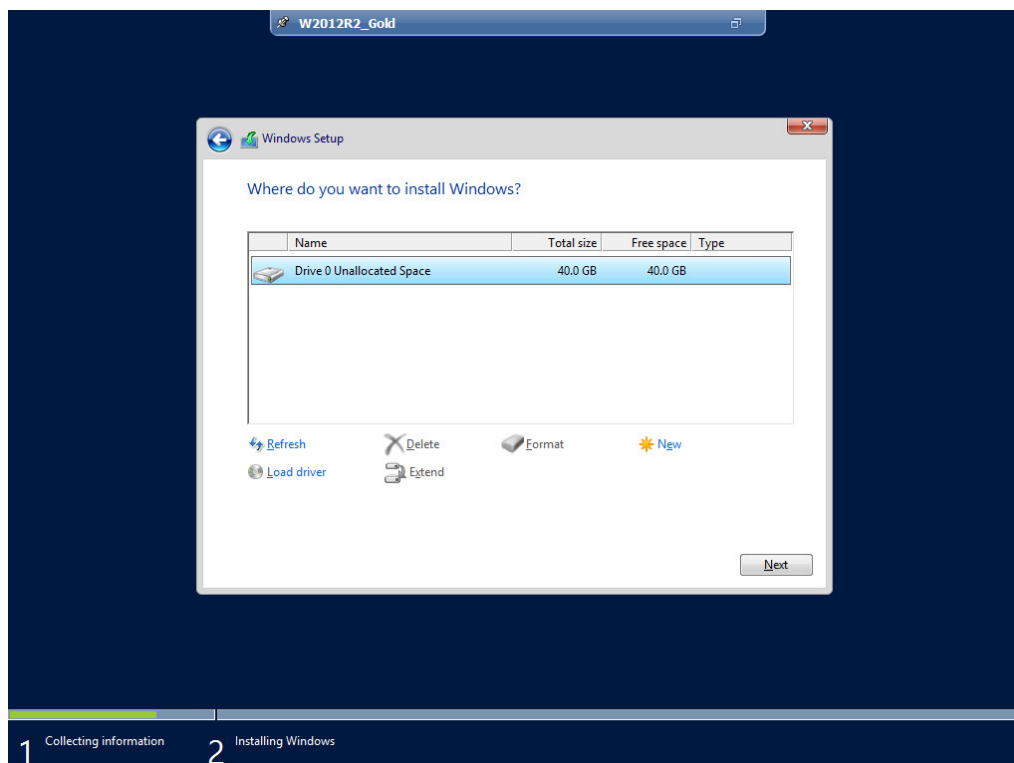 W2012R2_Gold
Windows Setup
Where do you want to install Windows?
Name Total size Free space Type
Drive 0 Unallocated Space 40.0 GB 40.0 GB
Refresh Delete Format New
Load driver Extend
Next
1 Collecting information 2 Installing Windows